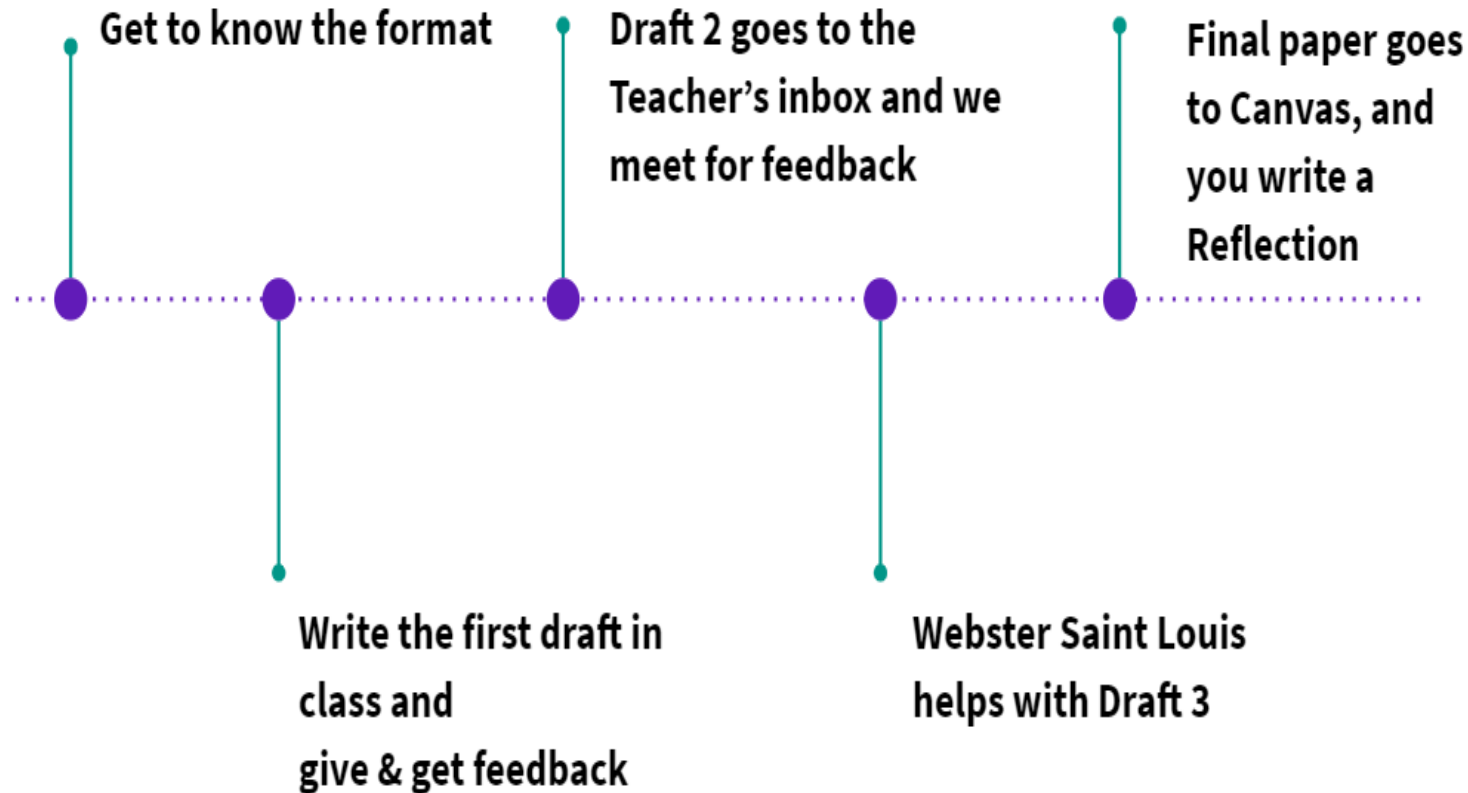 Get to know the format
Write the first draft in
class and
give & get feedback
Draft 2 goes to the
Teacher’s inbox and we
meet for feedback
Webster Saint Louis
helps with Draft 3
Final paper goes
to Canvas, and
you write a
Reflection